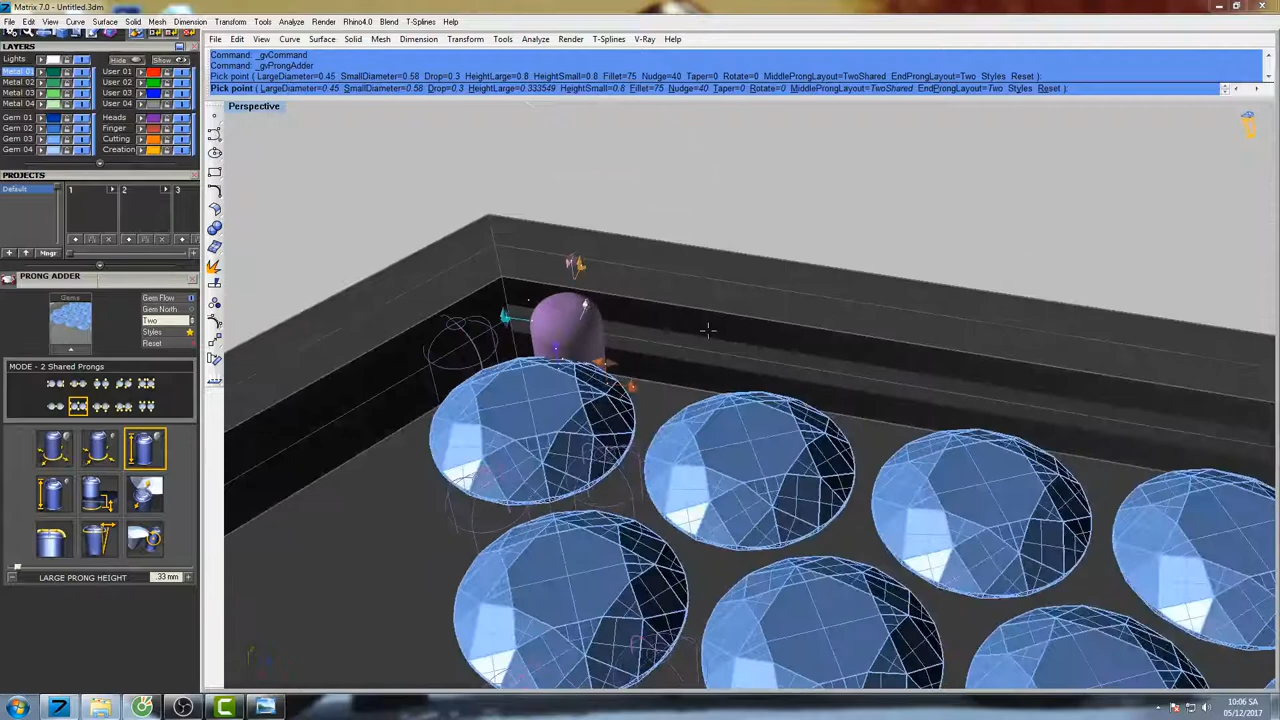 Matrix 7.0 - Untitled.3dm
File Edit View Curve Surface Solid Mesh Dimension Transform Tools Analyze Render Rhino4.0 Blend T-Splines Help
File Edit View Curve Surface Solid Mesh Dimension Transform Tools Analyze Render T-Splines V-Ray Help
Command: _gvCommand
Command: _gvProngAdder
Pick point ( LargeDiameter=0.45 SmallDiameter=0.58 Drop=0.3 HeightLarge=0.8 HeightSmall=0.8 Fillet=75 Nudge=40 Taper=0 Rotate=0 MiddleProngLayout=TwoShared EndProngLayout=Two Styles Reset ):
Pick point ( LargeDiameter=0.45 SmallDiameter=0.58 Drop=0.3 HeightLarge=0.333549 HeightSmall=0.8 Fillet=75 Nudge=40 Taper=0 Rotate=0 MiddleProngLayout=TwoShared EndProngLayout=Two Styles Reset ):
Perspective
LAYERS
Lights Hide Show
Metal 01 User 01
Metal 02 User 02
Metal 03 User 03
Metal 04 User 04
Gem 01 Heads
Gem 02 Finger
Gem 03 Cutting
Gem 04 Creation
PROJECTS
Default 1 2 3
Mngr
PRONG ADDER
Gems Gem Flow
Gem North
Two
Styles
Reset
MODE - 2 Shared Prongs
LARGE PRONG HEIGHT .33 mm
10:06 SA
05/12/2017